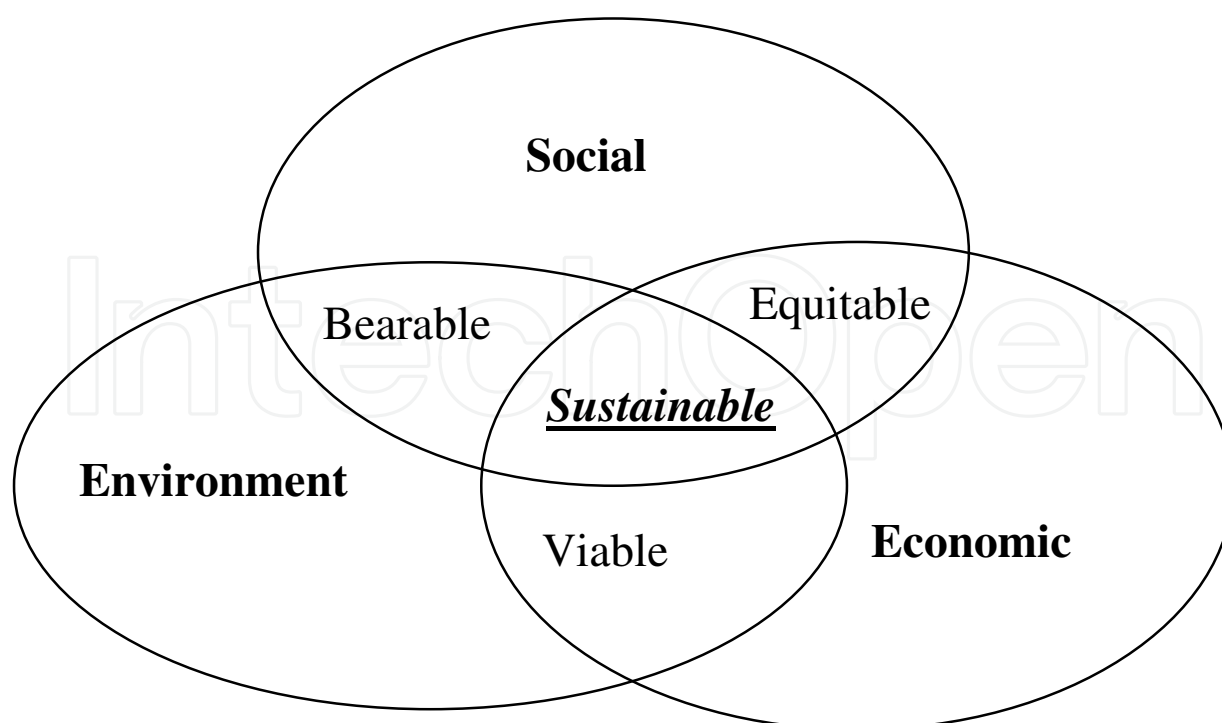 Social
Bearable
Equitable
Sustainable
Environment
Viable
Economic
IntechOpen